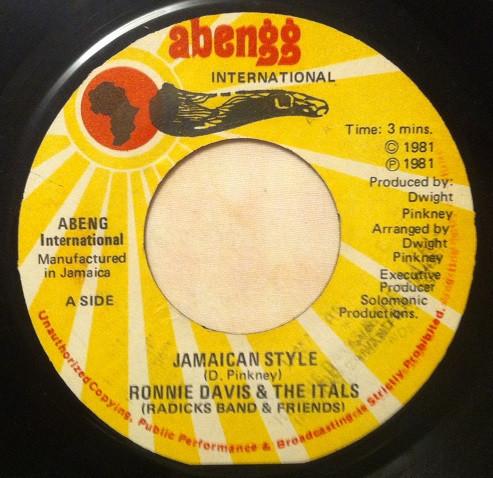 abengg
INTERNATIONAL
Time: 3 mins.
© 1981
℗ 1981
Produced by:
Dwight
Pinkney
Arranged by
Dwight
Pinkney
Executive
Producer
Solomonic
Productions.
ABENG
International
Manufactured
in Jamaica
A SIDE
JAMAICAN STYLE
(D. Pinkney)
RONNIE DAVIS & THE ITALS
(RADICKS BAND & FRIENDS)
Unauthorized Copying, Public Performance & Broadcasting is Strictly Prohibited.